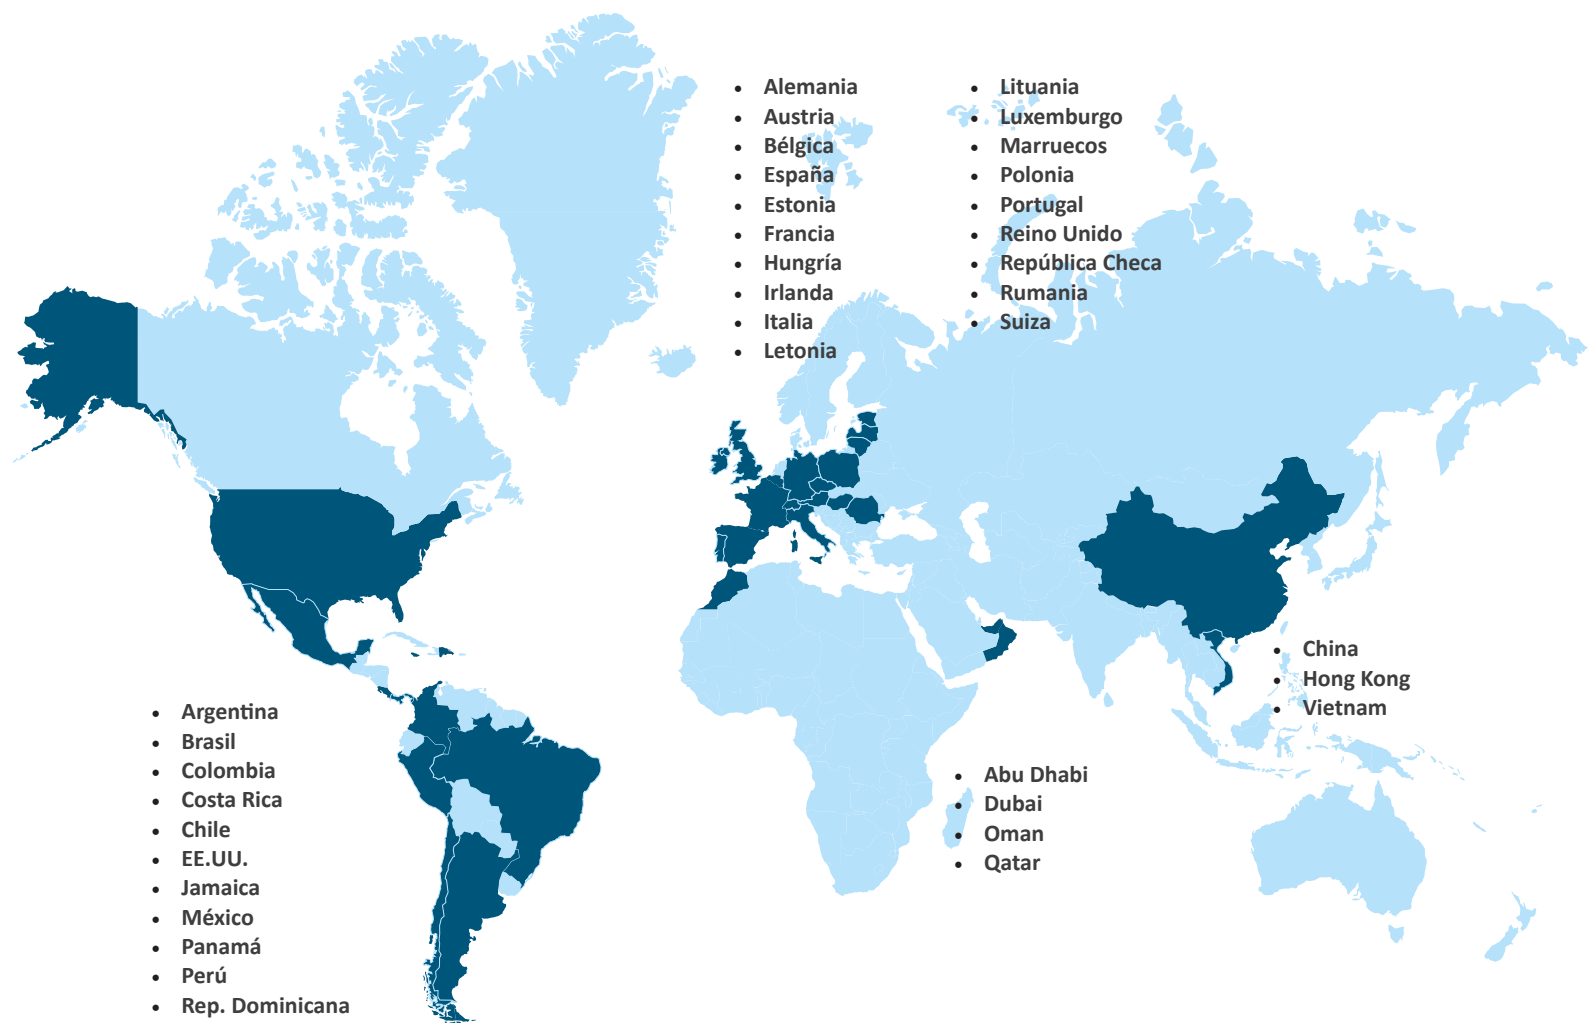 • Alemania
• Austria
• Bélgica
• España
• Estonia
• Francia
• Hungría
• Irlanda
• Italia
• Letonia
• Lituania
• Luxemburgo
• Marruecos
• Polonia
• Portugal
• Reino Unido
• República Checa
• Rumania
• Suiza
• China
• Hong Kong
• Vietnam
• Argentina
• Brasil
• Colombia
• Costa Rica
• Chile
• EE.UU.
• Jamaica
• México
• Panamá
• Perú
• Rep. Dominicana
• Abu Dhabi
• Dubai
• Oman
• Qatar